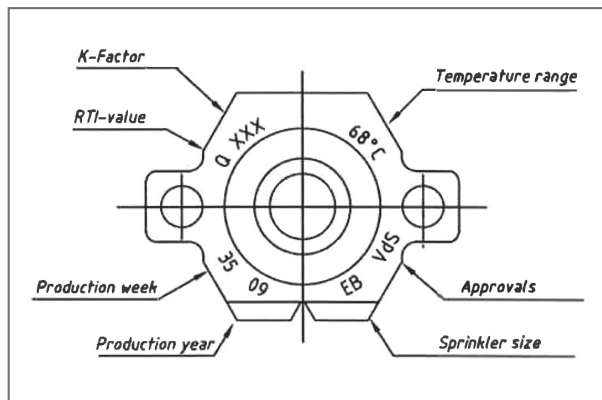 K-Factor
Temperature range
RTI-value
Q XXX
68°C
35
09
EB
VdS
Production week
Approvals
Production year
Sprinkler size